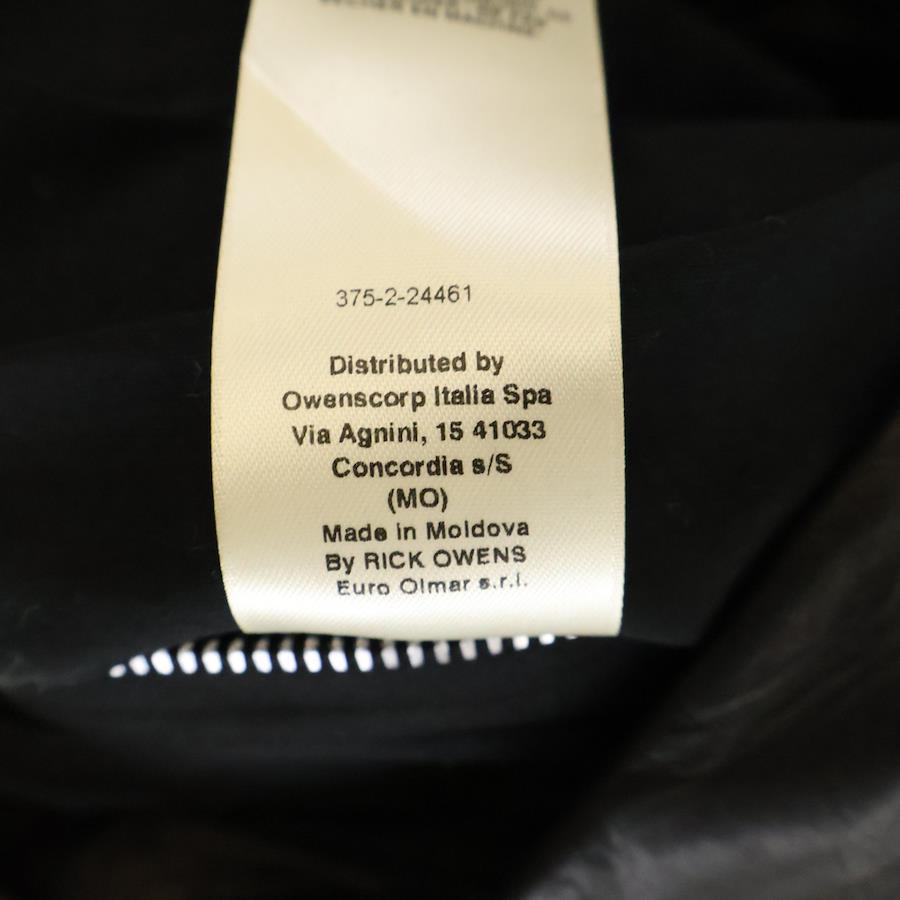 375-2-24461
Distributed by
Owenscorp Italia Spa
Via Agnini, 15 41033
Concordia s/S
(MO)
Made in Moldova
By RICK OWENS
Euro Olmar s.r.l.